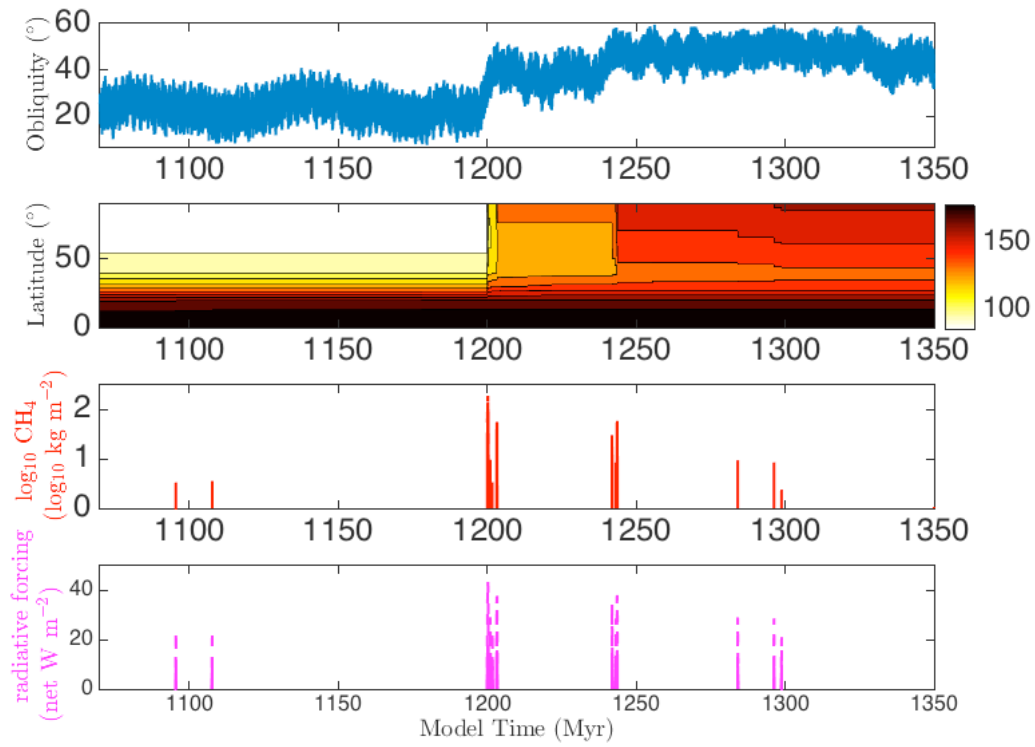 Obliquity (°)
60
40
20
1100 1150 1200 1250 1300 1350
Latitude (°)
50
0
150
100
1100 1150 1200 1250 1300 1350
log₁₀ CH₄
(log₁₀ kg m⁻²)
2
1
0
1100 1150 1200 1250 1300 1350
radiative forcing
(net W m⁻²)
40
20
0
1100 1150 1200 1250 1300 1350
Model Time (Myr)